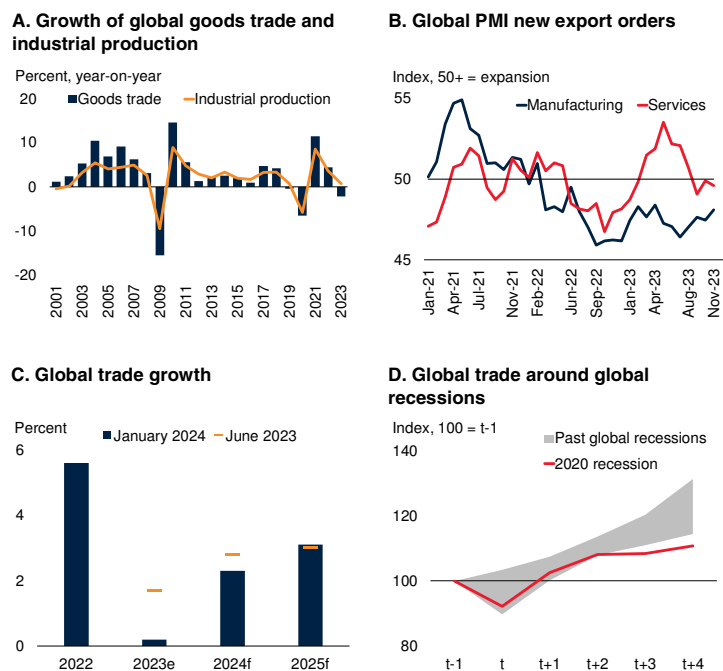 A. Growth of global goods trade and
industrial production
Percent, year-on-year
Goods trade
Industrial production
20
10
0
-10
-20
2001
2003
2005
2007
2009
2011
2013
2015
2017
2019
2021
2023
B. Global PMI new export orders
Index, 50+ = expansion
Manufacturing
Services
55
50
45
Jan-21
Apr-21
Jul-21
Nov-21
Feb-22
Jun-22
Sep-22
Jan-23
Apr-23
Aug-23
Nov-23
C. Global trade growth
Percent
January 2024
June 2023
6
4
2
0
2022
2023e
2024f
2025f
D. Global trade around global
recessions
Index, 100 = t-1
Past global recessions
2020 recession
140
120
100
80
t-1
t
t+1
t+2
t+3
t+4